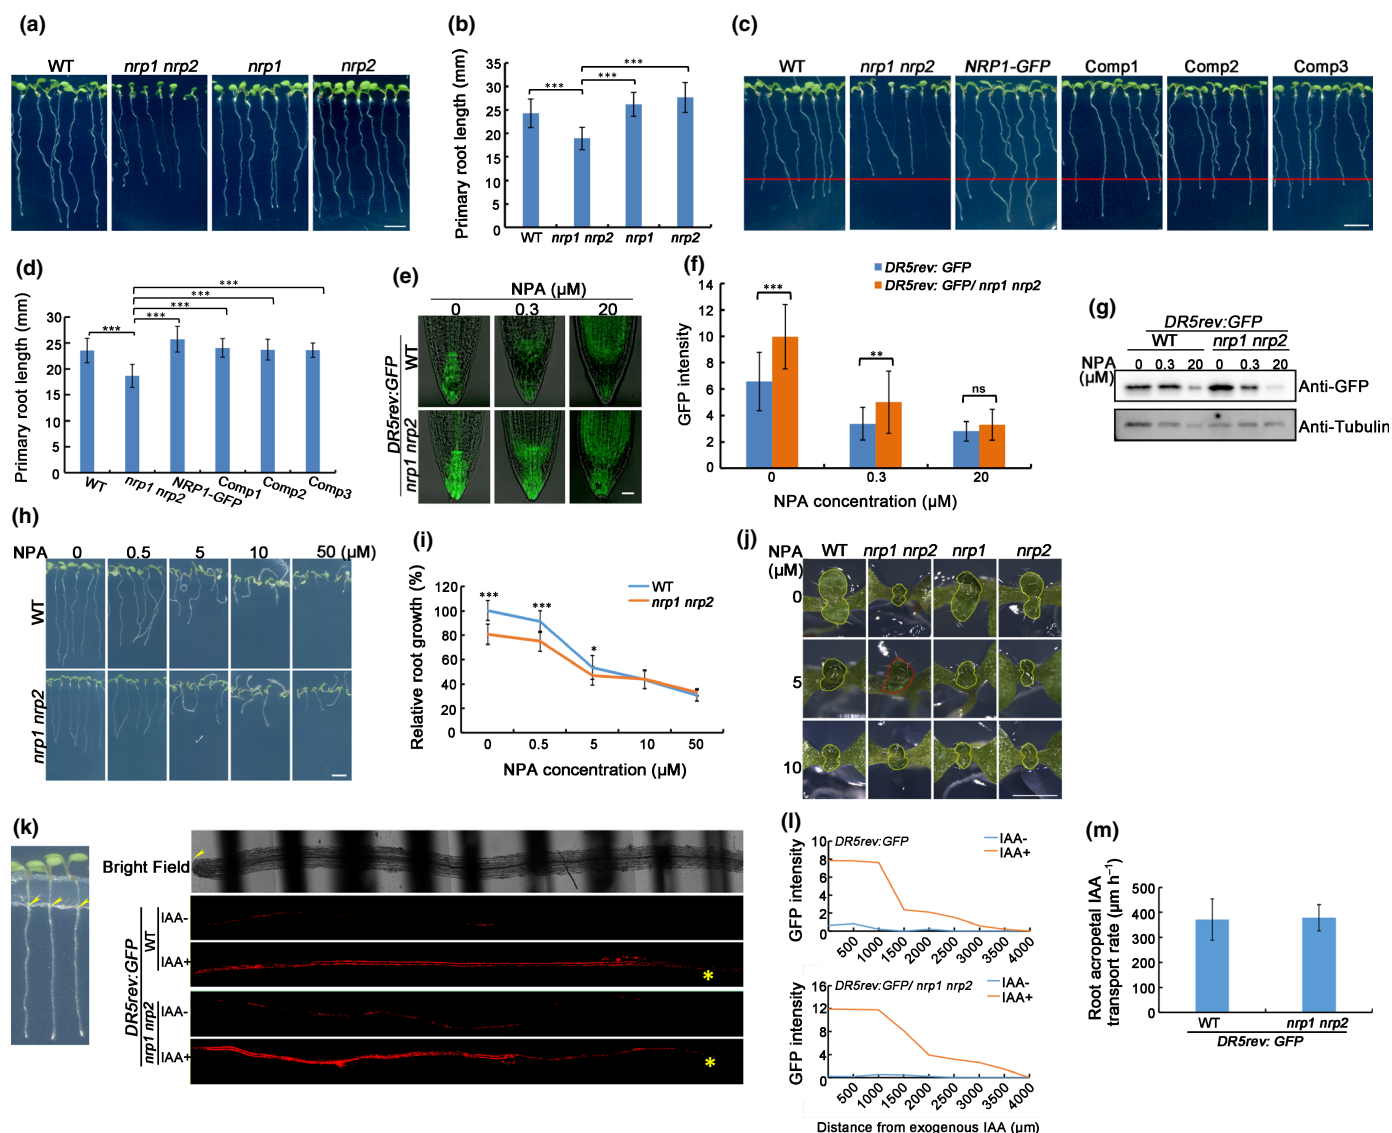 (a)
WT nrp1 nrp2 nrp1 nrp2
(b)
Primary root length (mm)
35
30
25
20
15
10
5
0
*** *** ***
WT nrp1 nrp2 nrp1 nrp2
(c)
WT nrp1 nrp2 NRP1-GFP Comp1 Comp2 Comp3
(d)
Primary root length (mm)
35
30
25
20
15
10
5
0
*** *** *** *** ***
WT nrp1 nrp2 NRP1-GFP Comp1 Comp2 Comp3
(e)
NPA (µM)
0 0.3 20
DR5rev:GFP
WT
nrp1 nrp2
(f)
DR5rev: GFP
DR5rev: GFP/ nrp1 nrp2
GFP intensity
14
12
10
8
6
4
2
0
*** ** ns
0 0.3 20
NPA concentration (µM)
(g)
DR5rev:GFP
WT nrp1 nrp2
NPA (µM)
0 0.3 20 0 0.3 20
Anti-GFP
Anti-Tubulin
(h)
NPA 0 0.5 5 10 50 (µM)
WT
nrp1 nrp2
(i)
Relative root growth (%)
120
100
80
60
40
20
0
WT
nrp1 nrp2
*** *** *
0 0.5 5 10 50
NPA concentration (µM)
(j)
NPA (µM)
WT nrp1 nrp2 nrp1 nrp2
0
5
10
(k)
Bright Field
DR5rev:GFP
WT
IAA-
IAA+
*
nrp1 nrp2
IAA-
IAA+
*
(l)
DR5rev:GFP
IAA-
IAA+
GFP intensity
10
8
6
4
2
0
500 1000 1500 2000 2500 3000 3500 4000
DR5rev:GFP/ nrp1 nrp2
IAA-
IAA+
GFP intensity
16
12
8
4
0
500 1000 1500 2000 2500 3000 3500 4000
Distance from exogenous IAA (µm)
(m)
Root acropetal IAA
transport rate (µm h⁻¹)
500
400
300
200
100
0
WT nrp1 nrp2
DR5rev: GFP